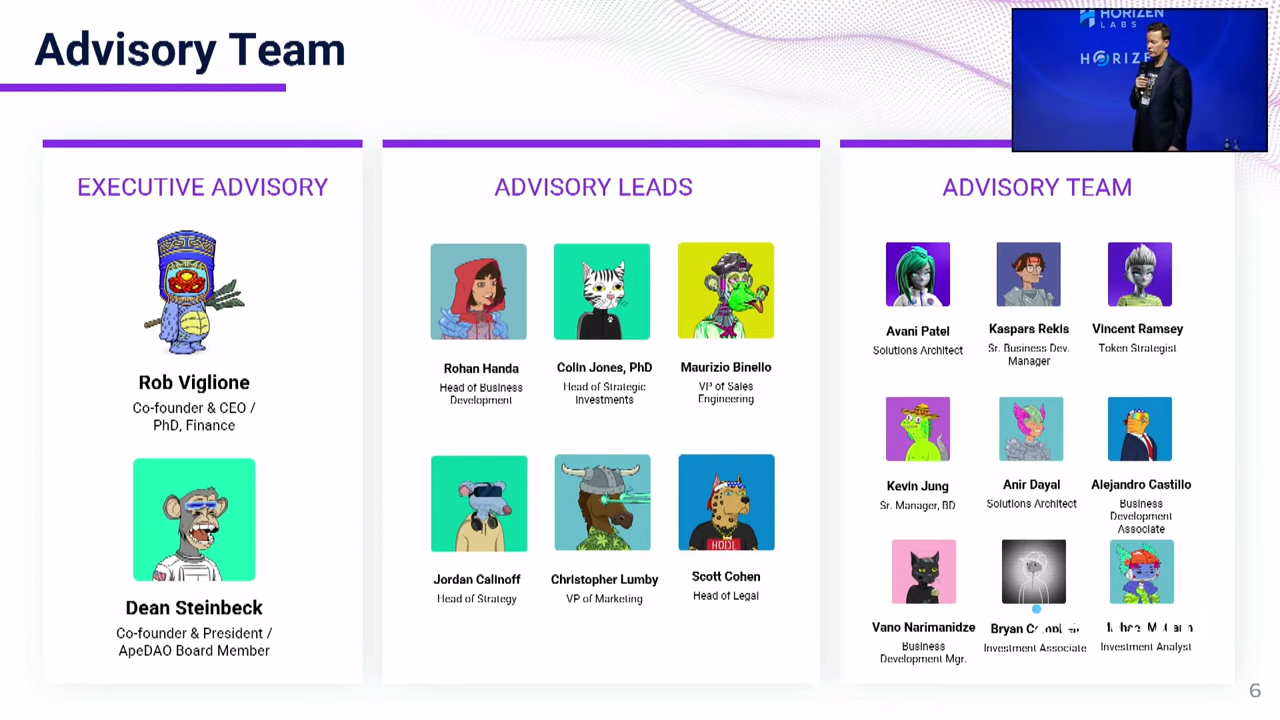 Advisory Team
HORIZEN
LABS
HORIZE
EXECUTIVE ADVISORY
Rob Viglione
Co-founder & CEO /
PhD, Finance
Dean Steinbeck
Co-founder & President /
ApeDAO Board Member
ADVISORY LEADS
Rohan Handa
Head of Business
Development
Colin Jones, PhD
Head of Strategic
Investments
Maurizio Binello
VP of Sales
Engineering
Jordan Calinoff
Head of Strategy
Christopher Lumby
VP of Marketing
HODL
Scott Cohen
Head of Legal
ADVISORY TEAM
Avani Patel
Solutions Architect
Kaspars Rekis
Sr. Business Dev.
Manager
Vincent Ramsey
Token Strategist
Kevin Jung
Sr. Manager, BD
Anir Dayal
Solutions Architect
Alejandro Castillo
Business
Development
Associate
Vano Narimanidze
Business
Development Mgr.
Bryan
Investment Associate
Investment Analyst
6